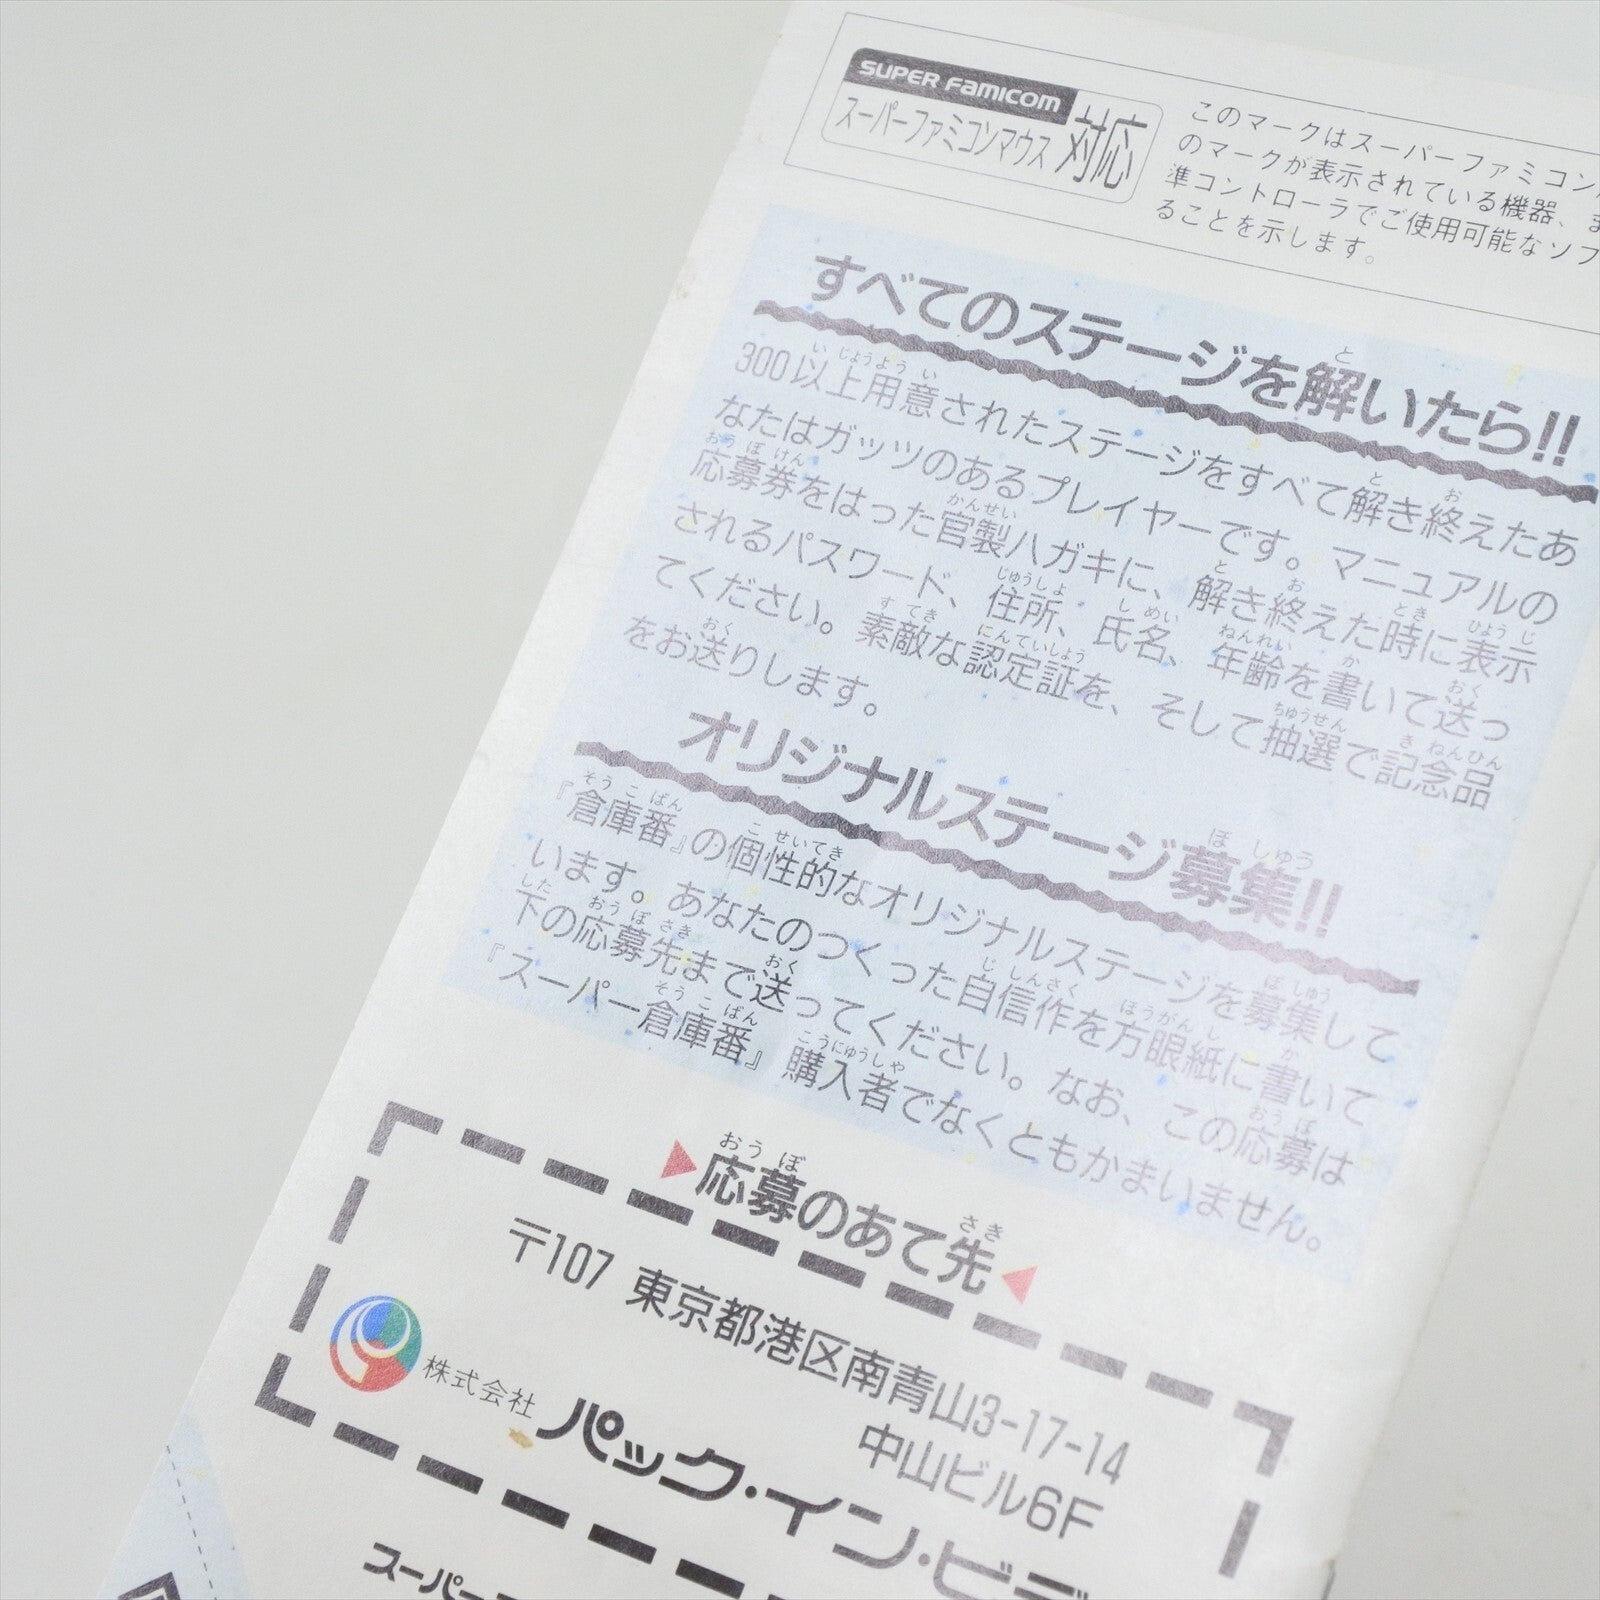 SUPER FAMICOM
スーパーファミコンマウス対応
このマークはスーパーファミコン
のマークが表示されている機器、ま
準コントローラでご使用可能なソフ
ることを示します。
すべてのステージを解いたら!!
300以上用意されたステージをすべて解き終えたあ
なたはガッツのあるプレイヤーです。マニュアルの
応募券をはった官製ハガキに、解き終えた時に表示
されるパスワード、住所、氏名、年齢を書いて送っ
てください。素敵な認定証を、そして抽選で記念品
をお送りします。
オリジナルステージ募集!!
『倉庫番』の個性的なオリジナルステージを募集して
います。あなたのつくった自信作を方眼紙に書いて
下の応募先まで送ってください。なお、この応募は
『スーパー倉庫番』購入者でなくともかまいません。
応募のあて先
〒107 東京都港区南青山3-17-14
中山ビル6F
株式会社 パック・イン・ビデ
スーパー